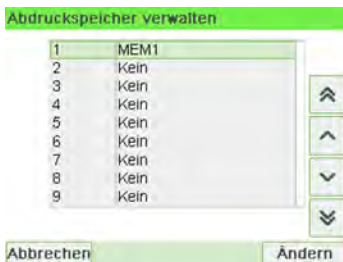 Abdruckspeicher verwalten
1 MEM1
2 Kein
3 Kein
4 Kein
5 Kein
6 Kein
7 Kein
8 Kein
9 Kein
Abbrechen Ändern